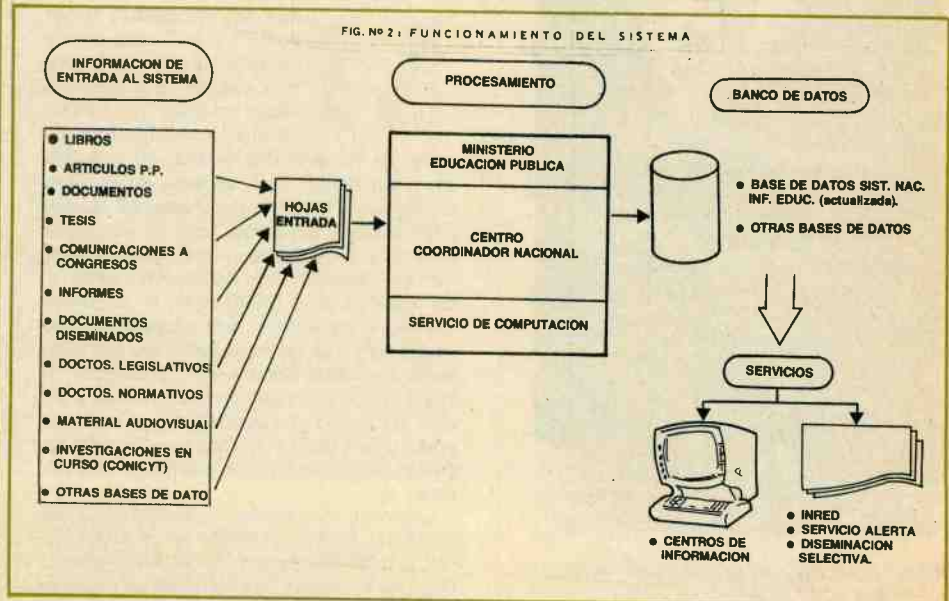 FIG. Nº 2: FUNCIONAMIENTO DEL SISTEMA
INFORMACION DE
ENTRADA AL SISTEMA
● LIBROS
● ARTICULOS P.P.
● DOCUMENTOS
● TESIS
● COMUNICACIONES A
CONGRESOS
● INFORMES
● DOCUMENTOS
DISEMINADOS
● DOCTOS. LEGISLATIVOS
● DOCTOS. NORMATIVOS
● MATERIAL AUDIOVISUAL
● INVESTIGACIONES EN
CURSO (CONICYT)
● OTRAS BASES DE DATO
HOJAS
ENTRADA
PROCESAMIENTO
MINISTERIO
EDUCACION PUBLICA
CENTRO
COORDINADOR NACIONAL
SERVICIO DE COMPUTACION
BANCO DE DATOS
● BASE DE DATOS SIST. NAC.
INF. EDUC. (actualizada).
● OTRAS BASES DE DATOS
SERVICIOS
● CENTROS DE
INFORMACION
● INRED
● SERVICIO ALERTA
● DISEMINACION
SELECTIVA.